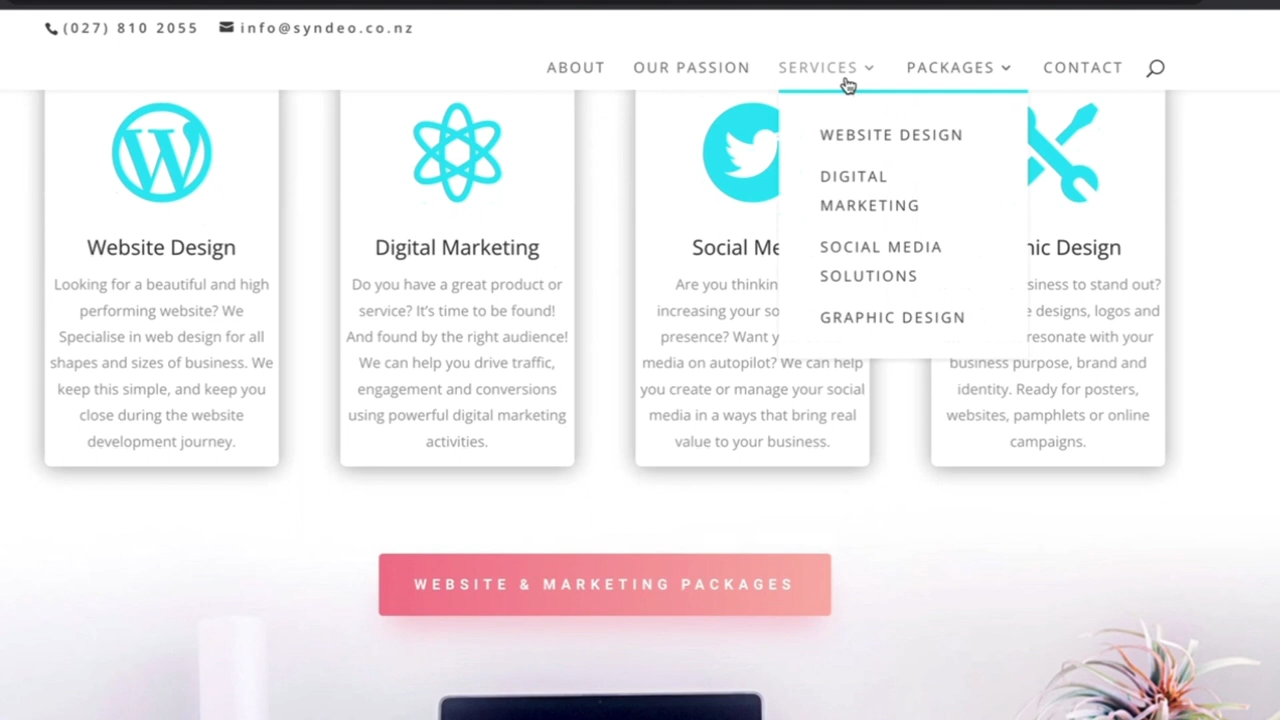 (027) 810 2055 info@syndeo.co.nz
ABOUT OUR PASSION SERVICES PACKAGES CONTACT
WEBSITE DESIGN
DIGITAL
MARKETING
SOCIAL MEDIA
SOLUTIONS
GRAPHIC DESIGN
Website Design
Looking for a beautiful and high
performing website? We
Specialise in web design for all
shapes and sizes of business. We
keep this simple, and keep you
close during the website
development journey.
Digital Marketing
Do you have a great product or
service? It's time to be found!
And found by the right audience!
We can help you drive traffic,
engagement and conversions
using powerful digital marketing
activities.
Social Me
Are you thinkin
increasing your so
presence? Want y
media on autopilot? We can help
you create or manage your social
media in a ways that bring real
value to your business.
nic Design
siness to stand out?
e designs, logos and
resonate with your
business purpose, brand and
identity. Ready for posters,
websites, pamphlets or online
campaigns.
WEBSITE & MARKETING PACKAGES